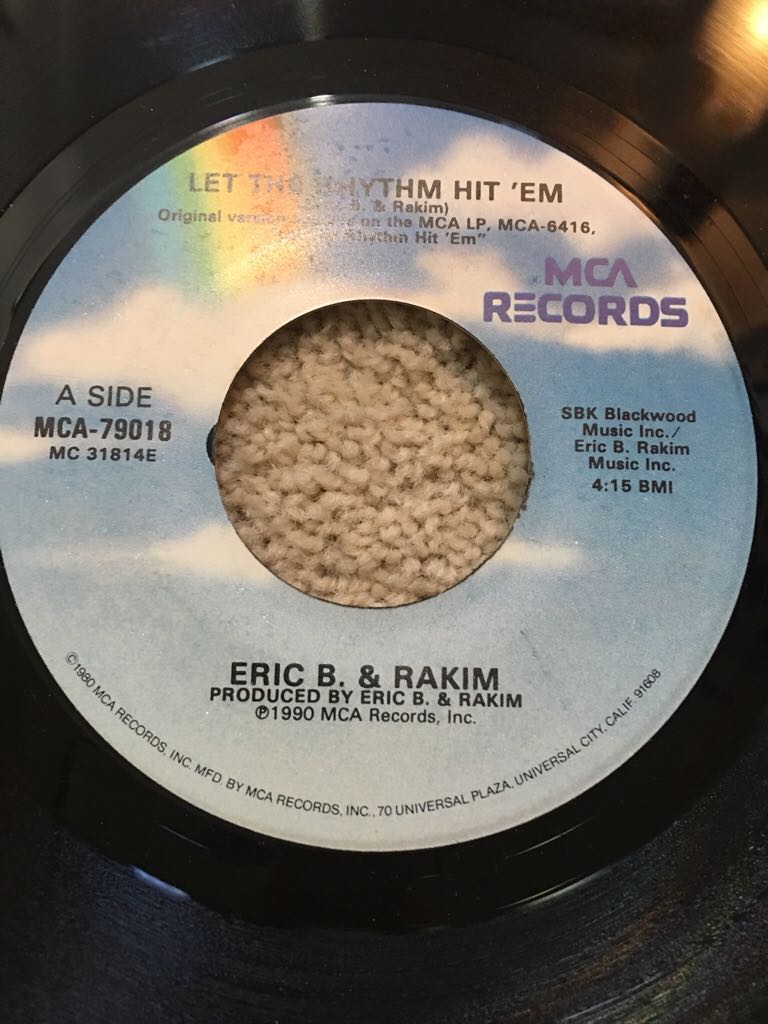 LET THE RHYTHM HIT 'EM
B. & Rakim)
Original version on the MCA LP, MCA-6416,
Rhythm Hit 'Em"
MCA
RECORDS
A SIDE
MCA-79018
MC 31814E
SBK Blackwood
Music Inc./
Eric B. Rakim
Music Inc.
4:15 BMI
ERIC B. & RAKIM
PRODUCED BY ERIC B. & RAKIM
℗1990 MCA Records, Inc.
©1980 MCA RECORDS, INC. MFD. BY MCA RECORDS, INC., 70 UNIVERSAL PLAZA, UNIVERSAL CITY, CALIF. 91608